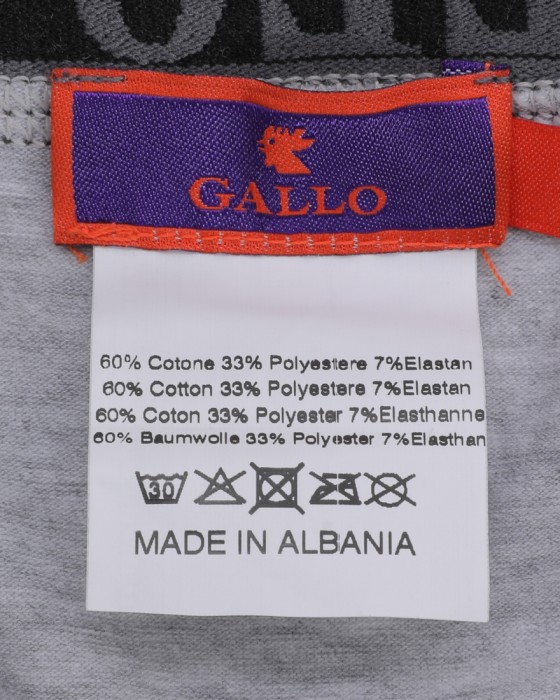 GALLO
60% Cotone 33% Polyestere 7%Elastan
60% Cotton 33% Polyestere 7%Elastan
60% Coton 33% Polyester 7%Elasthanne
60% Baumwolle 33% Polyester 7%Elasthan
30
MADE IN ALBANIA